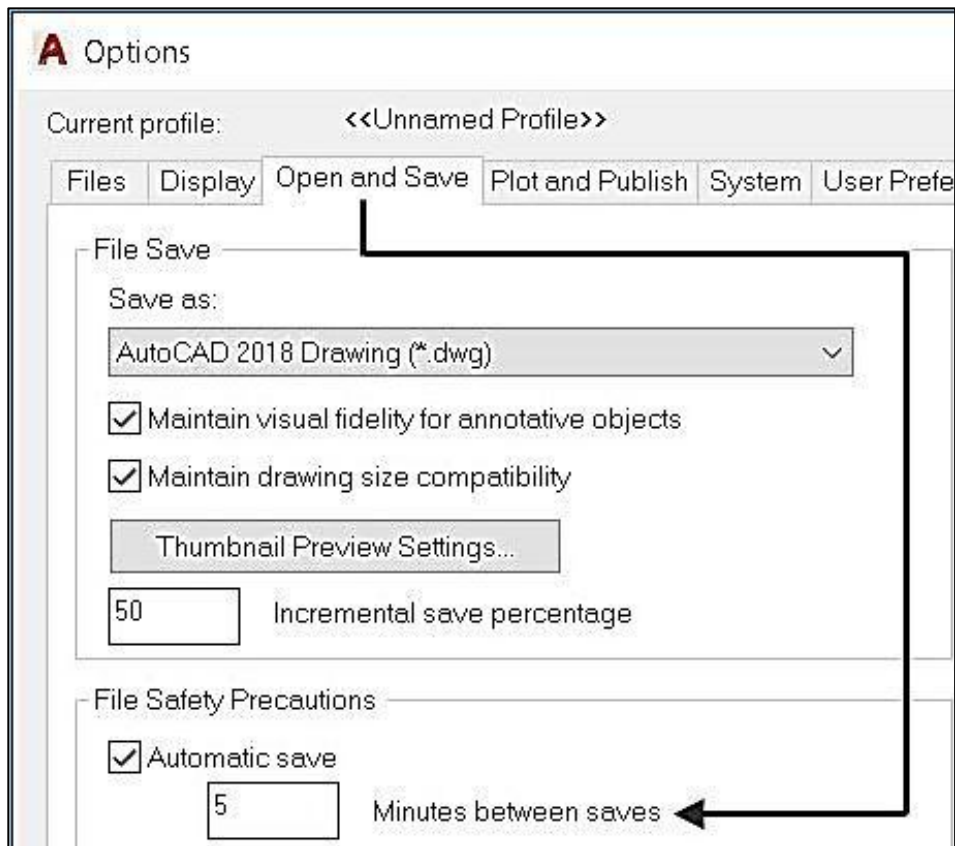 Options
Current profile: <<Unnamed Profile>>
Files Display Open and Save Plot and Publish System User Prefe
File Save
Save as:
AutoCAD 2018 Drawing (*.dwg)
Maintain visual fidelity for annotative objects
Maintain drawing size compatibility
Thumbnail Preview Settings...
50 Incremental save percentage
File Safety Precautions
Automatic save
5 Minutes between saves